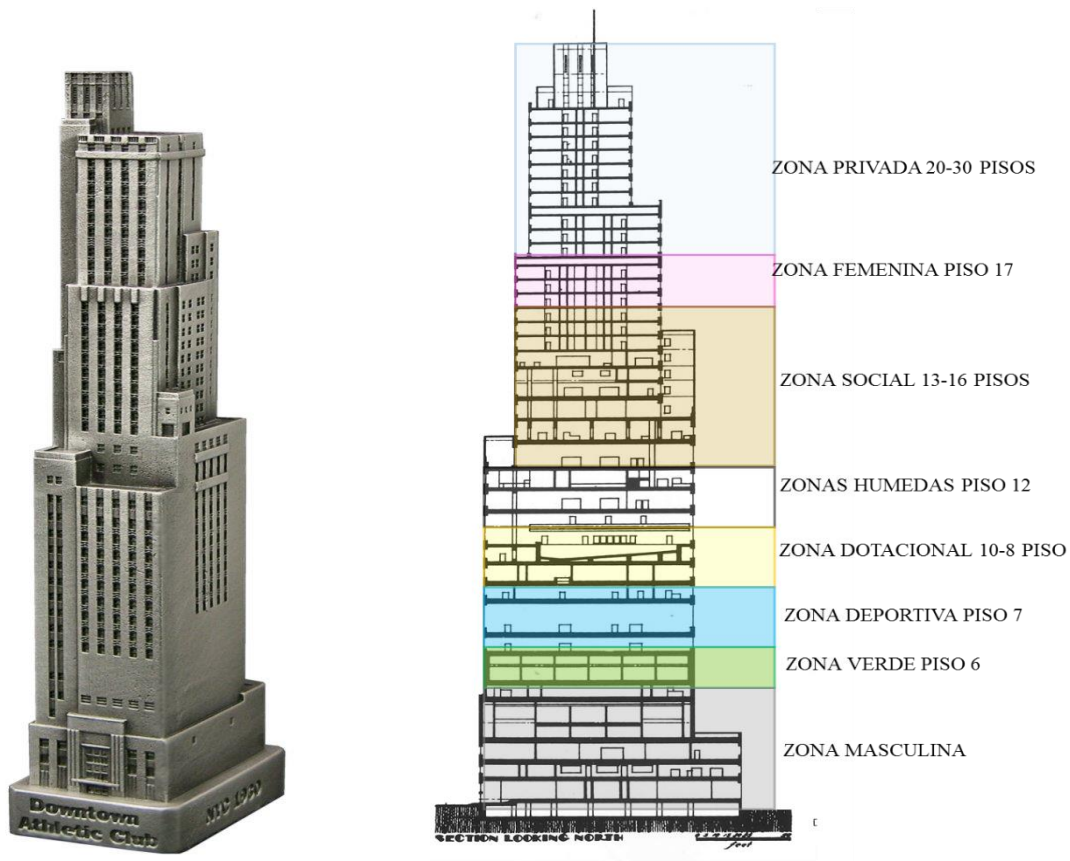 Downtown
Athletic Club
ZONA PRIVADA 20-30 PISOS
ZONA FEMENINA PISO 17
ZONA SOCIAL 13-16 PISOS
ZONAS HUMEDAS PISO 12
ZONA DOTACIONAL 10-8 PISO
ZONA DEPORTIVA PISO 7
ZONA VERDE PISO 6
ZONA MASCULINA
SECTION LOOKING NORTH
feet